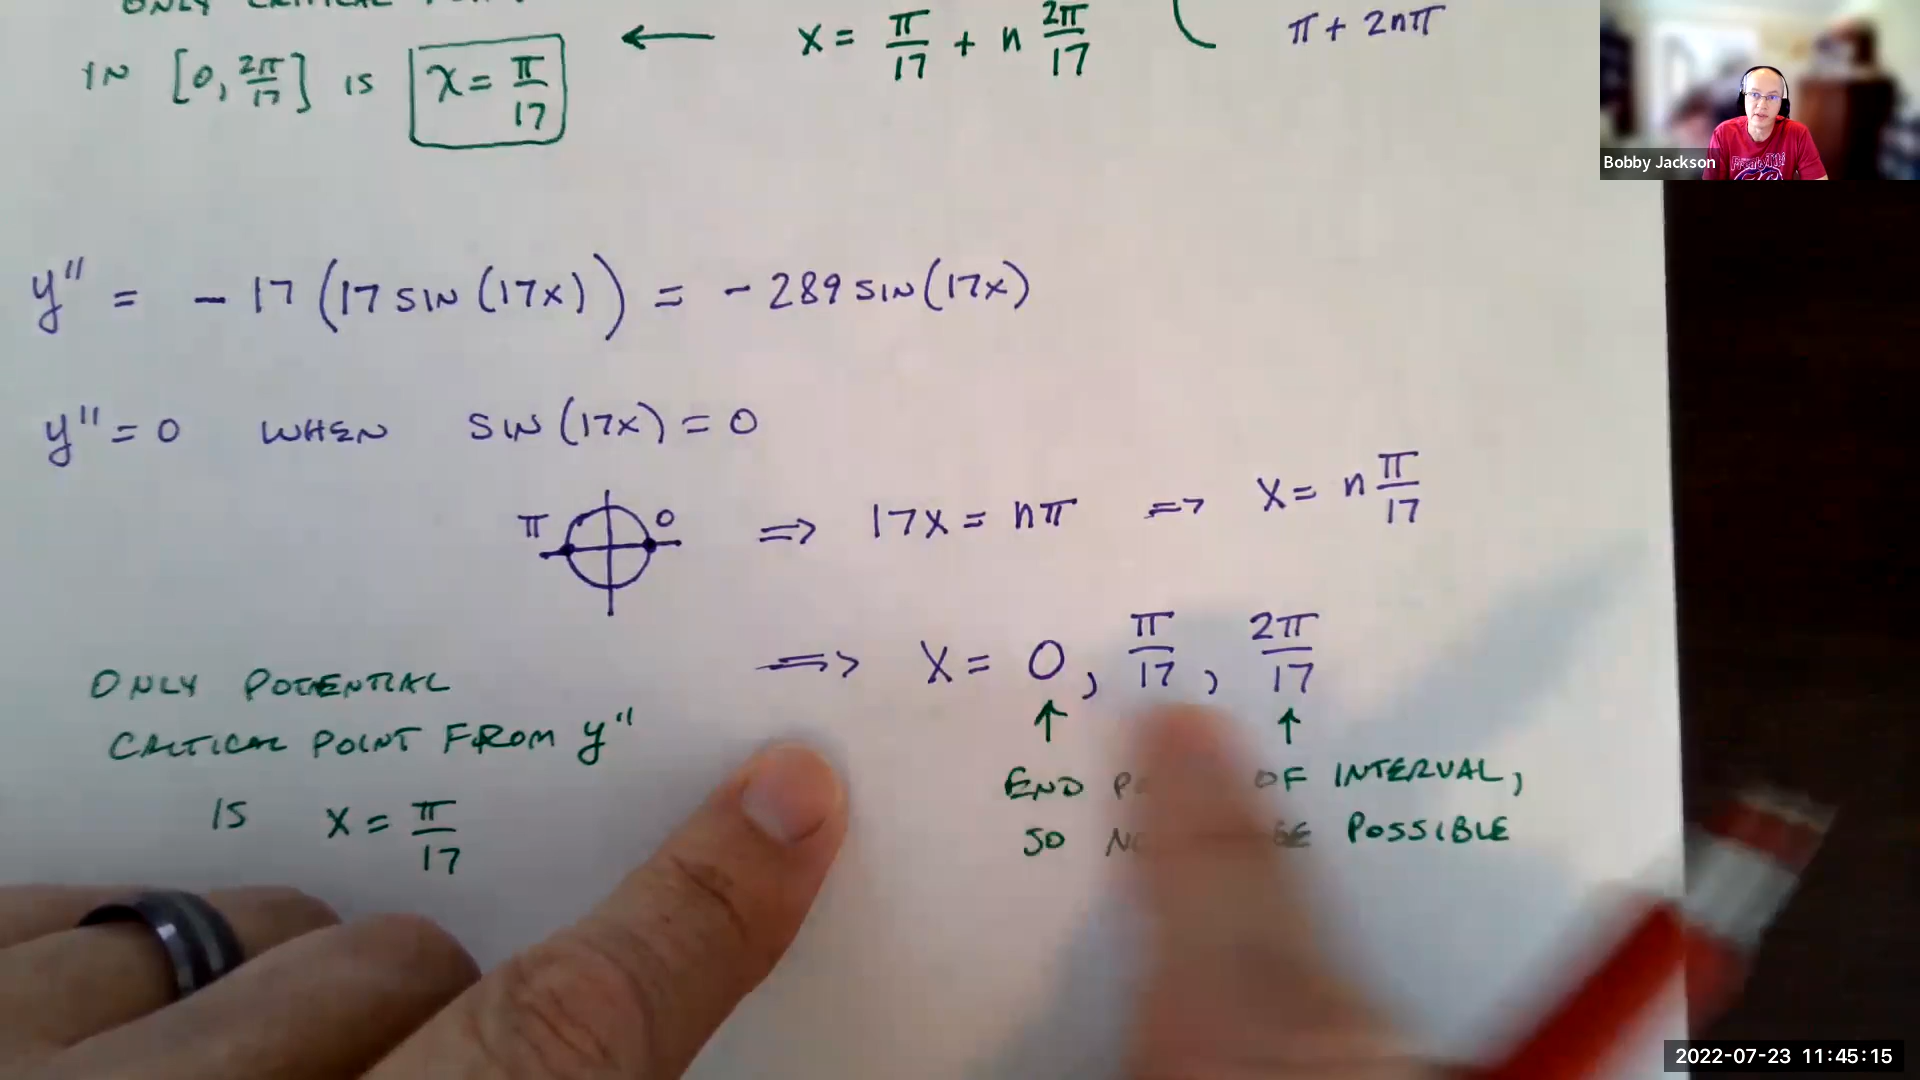 IN [0, 2π/17] IS x = π/17 ← x = π/17 + n 2π/17 π + 2nπ
Bobby Jackson
y'' = -17(17 SIN(17x)) = -289 SIN(17x)
y'' = 0 WHEN SIN(17x) = 0
π 0 ⇒ 17x = nπ ⇒ x = n π/17
⇒ x = 0, π/17, 2π/17
ONLY POTENTIAL
CRITICAL POINT FROM y''
IS x = π/17
↑ ↑
END OF INTERVAL,
SO POSSIBLE
2022-07-23 11:45:15